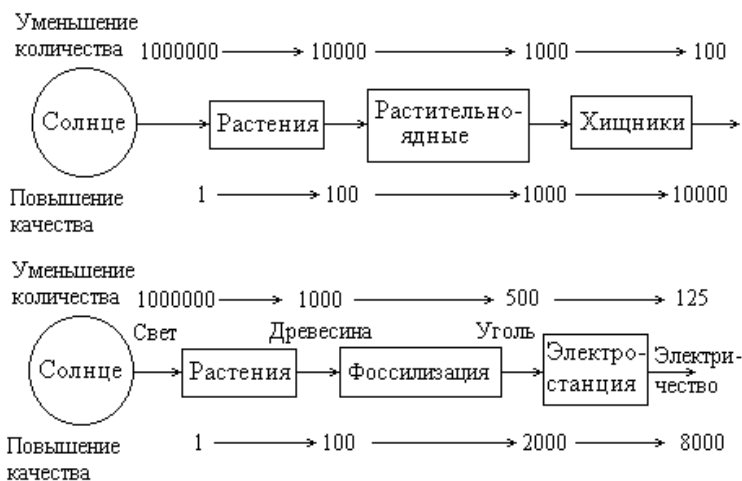 Уменьшение
количества 1000000 10000 1000 100
Солнце Растения Растительно- Хищники
ядные
Повышение 1 100 1000 10000
качества
Уменьшение
количества 1000000 1000 500 125
Свет Древесина Уголь
Солнце Растения Фоссилизация Электро- Электри-
станция чество
Повышение 1 100 2000 8000
качества